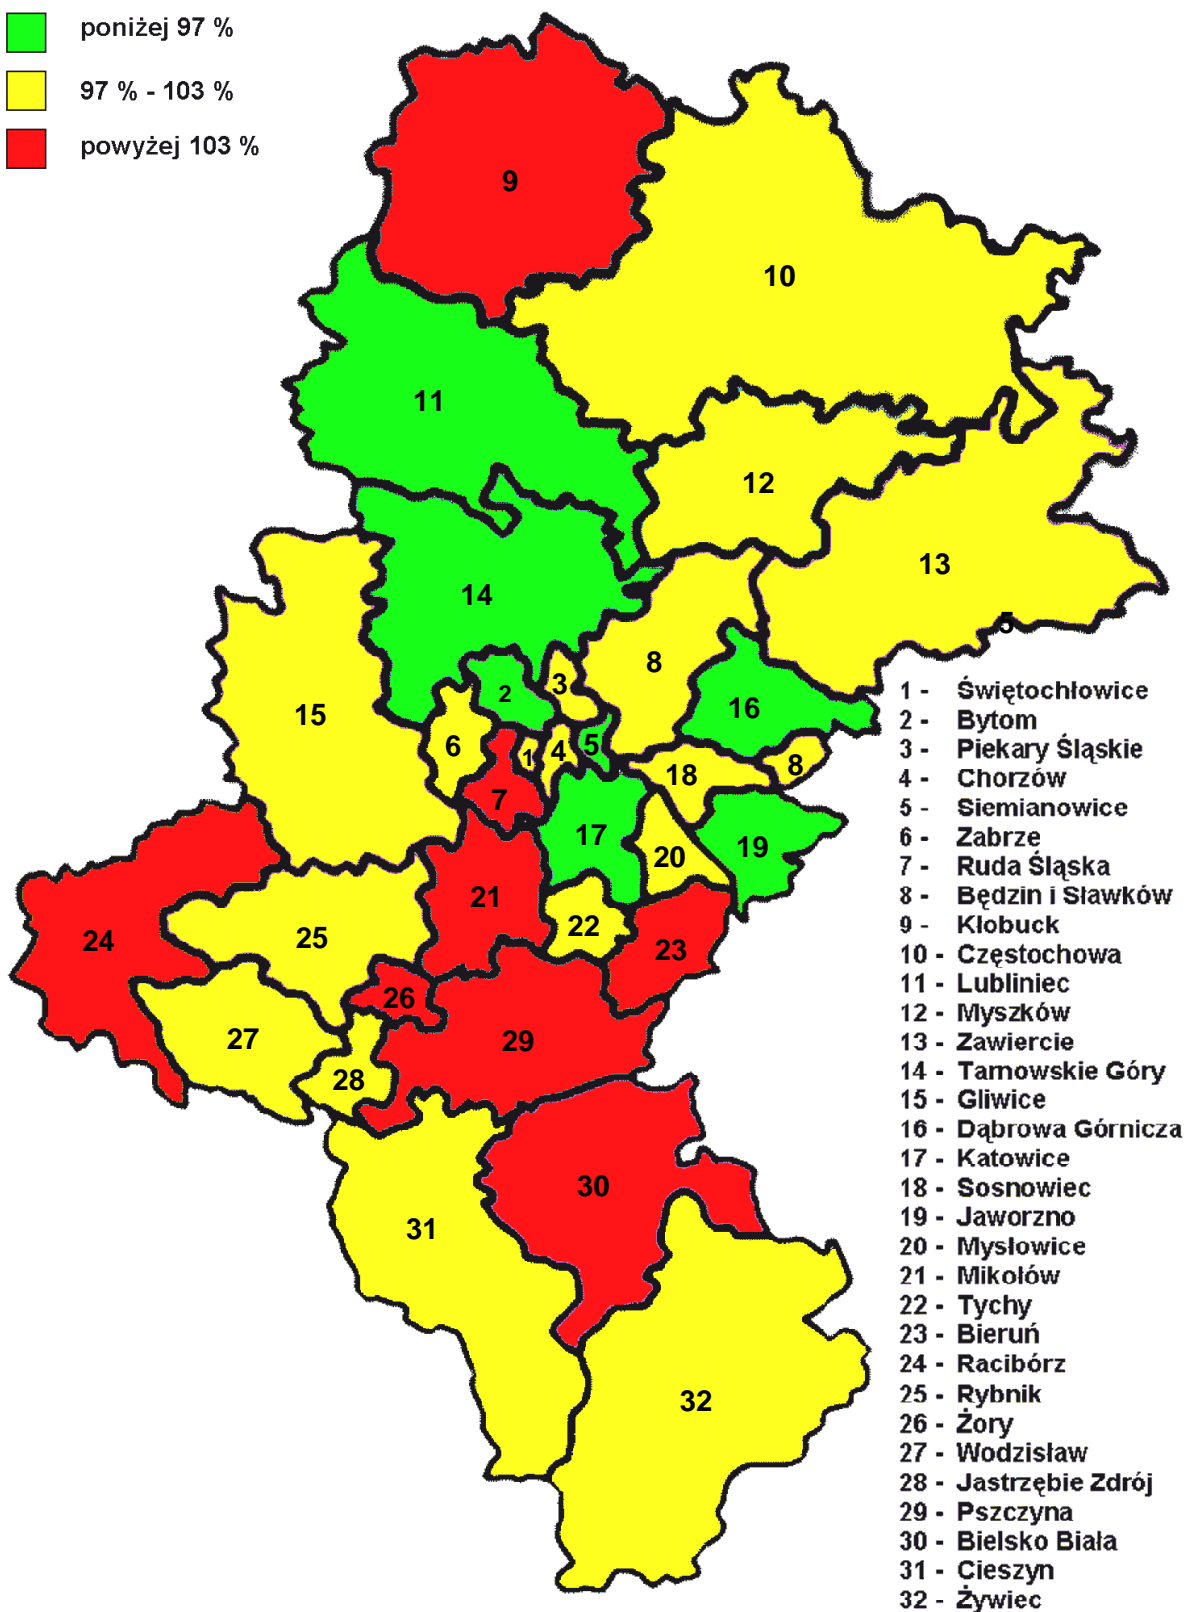 poniżej 97 %
97 % - 103 %
powyżej 103 %
9
10
11
12
13
14
5
15
8
3
2
16
6
1
4
5
8
18
7
17
19
20
21
22
24
25
23
26
27
29
28
30
31
32
1 - Świętochłowice
2 - Bytom
3 - Piekary Śląskie
4 - Chorzów
5 - Siemianowice
6 - Zabrze
7 - Ruda Śląska
8 - Będzin i Sławków
9 - Kłobuck
10 - Częstochowa
11 - Lubliniec
12 - Myszków
13 - Zawiercie
14 - Tarnowskie Góry
15 - Gliwice
16 - Dąbrowa Górnicza
17 - Katowice
18 - Sosnowiec
19 - Jaworzno
20 - Mysłowice
21 - Mikołów
22 - Tychy
23 - Bieruń
24 - Racibórz
25 - Rybnik
26 - Żory
27 - Wodzisław
28 - Jastrzębie Zdrój
29 - Pszczyna
30 - Bielsko Biała
31 - Cieszyn
32 - Żywiec